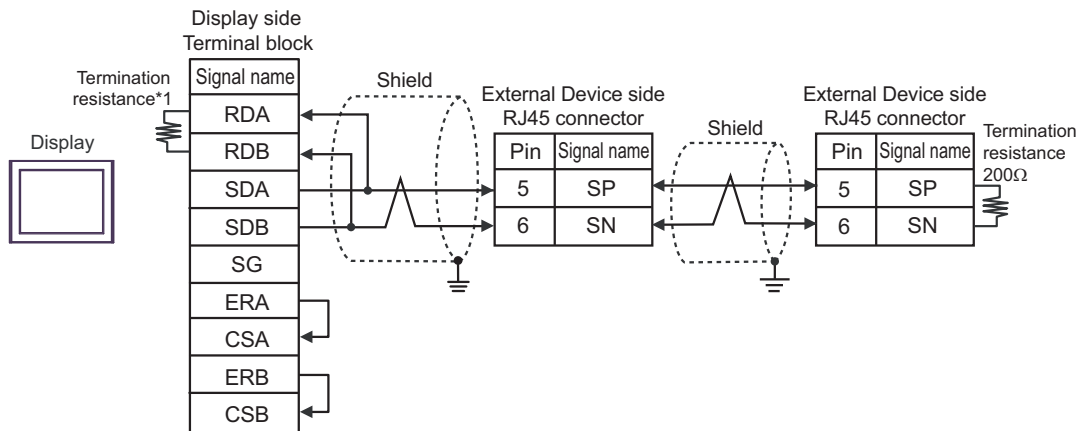 Display side
Terminal block
Signal name
RDA
RDB
SDA
SDB
SG
ERA
CSA
ERB
CSB
Termination
resistance*1
Display
Shield
External Device side
RJ45 connector
Pin Signal name
5 SP
6 SN
Shield
External Device side
RJ45 connector
Pin Signal name
5 SP
6 SN
Termination
resistance
200Ω